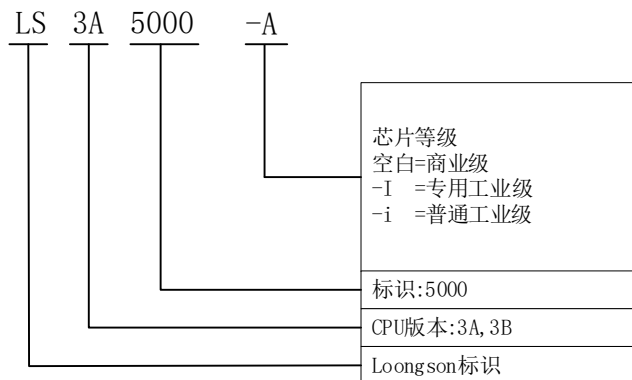 LS 3A 5000 -A
芯片等级
空白=商业级
-I =专用工业级
-i =普通工业级
标识:5000
CPU版本:3A,3B
Loongson标识